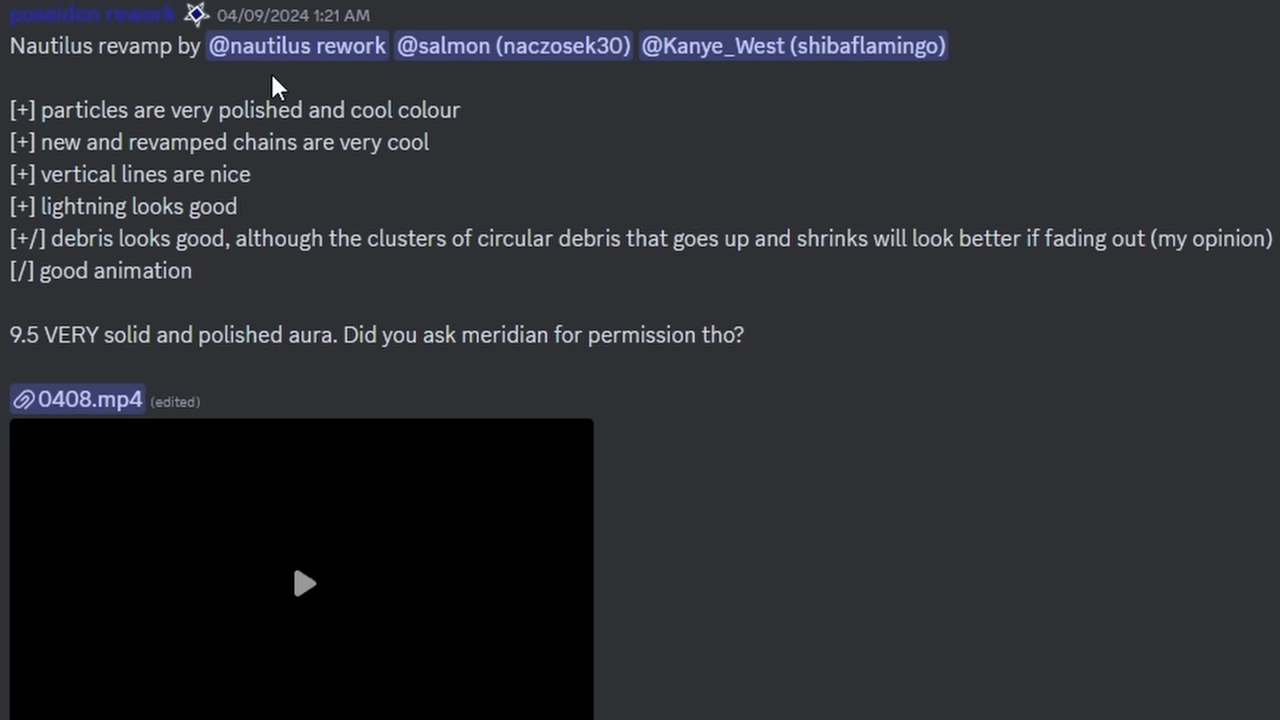 poseidon rework 04/09/2024 1:21 AM
Nautilus revamp by @nautilus rework @salmon (naczosek30) @Kanye_West (shibaflamingo)
[+] particles are very polished and cool colour
[+] new and revamped chains are very cool
[+] vertical lines are nice
[+] lightning looks good
[+/] debris looks good, although the clusters of circular debris that goes up and shrinks will look better if fading out (my opinion)
[/] good animation
9.5 VERY solid and polished aura. Did you ask meridian for permission tho?
0408.mp4 (edited)